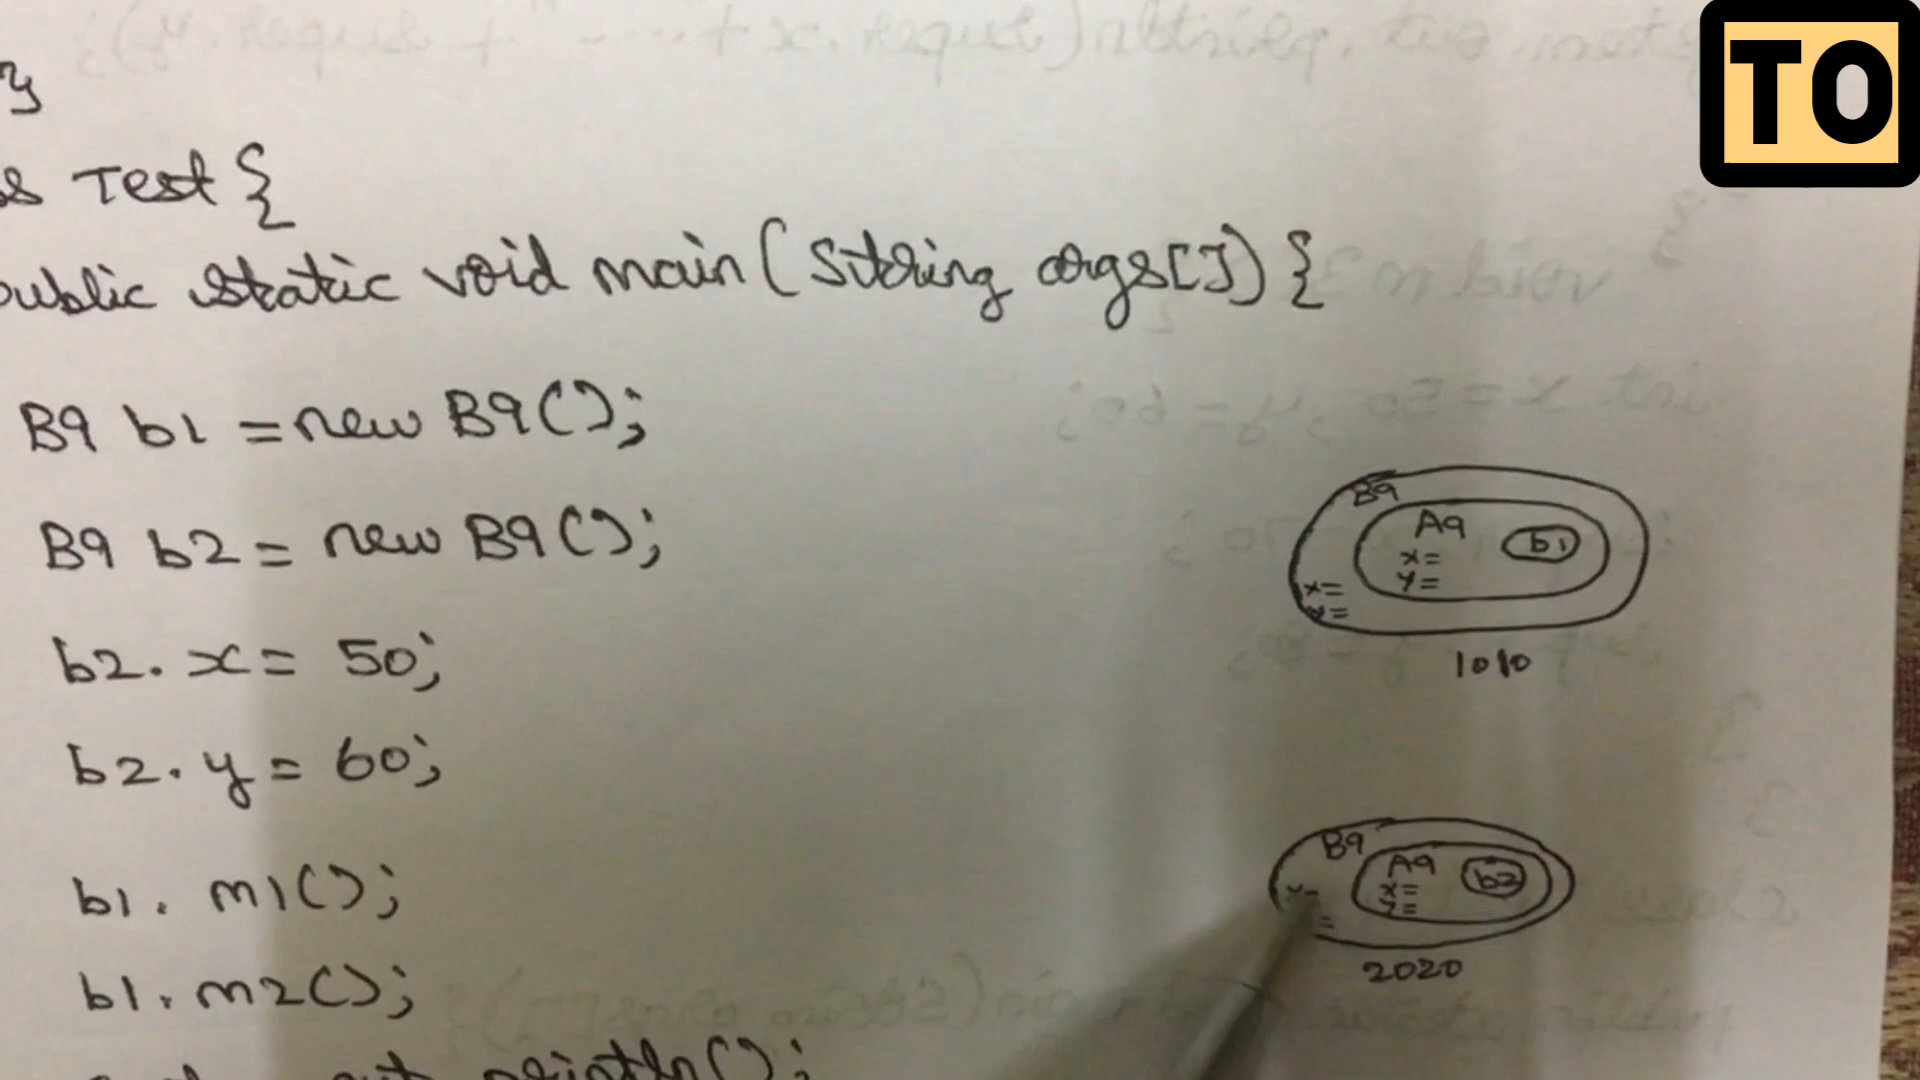 TO
}
s Test {
public static void main(String args[]) {
B9 b1 = new B9();
B9 b2 = new B9();
b2.x = 50;
b2.y = 60;
b1.m1();
b1.m2();
println();
B9
A9
b1
x=
y=
x=
1010
B9
A9
b2
x=
y=
x=
=
2020